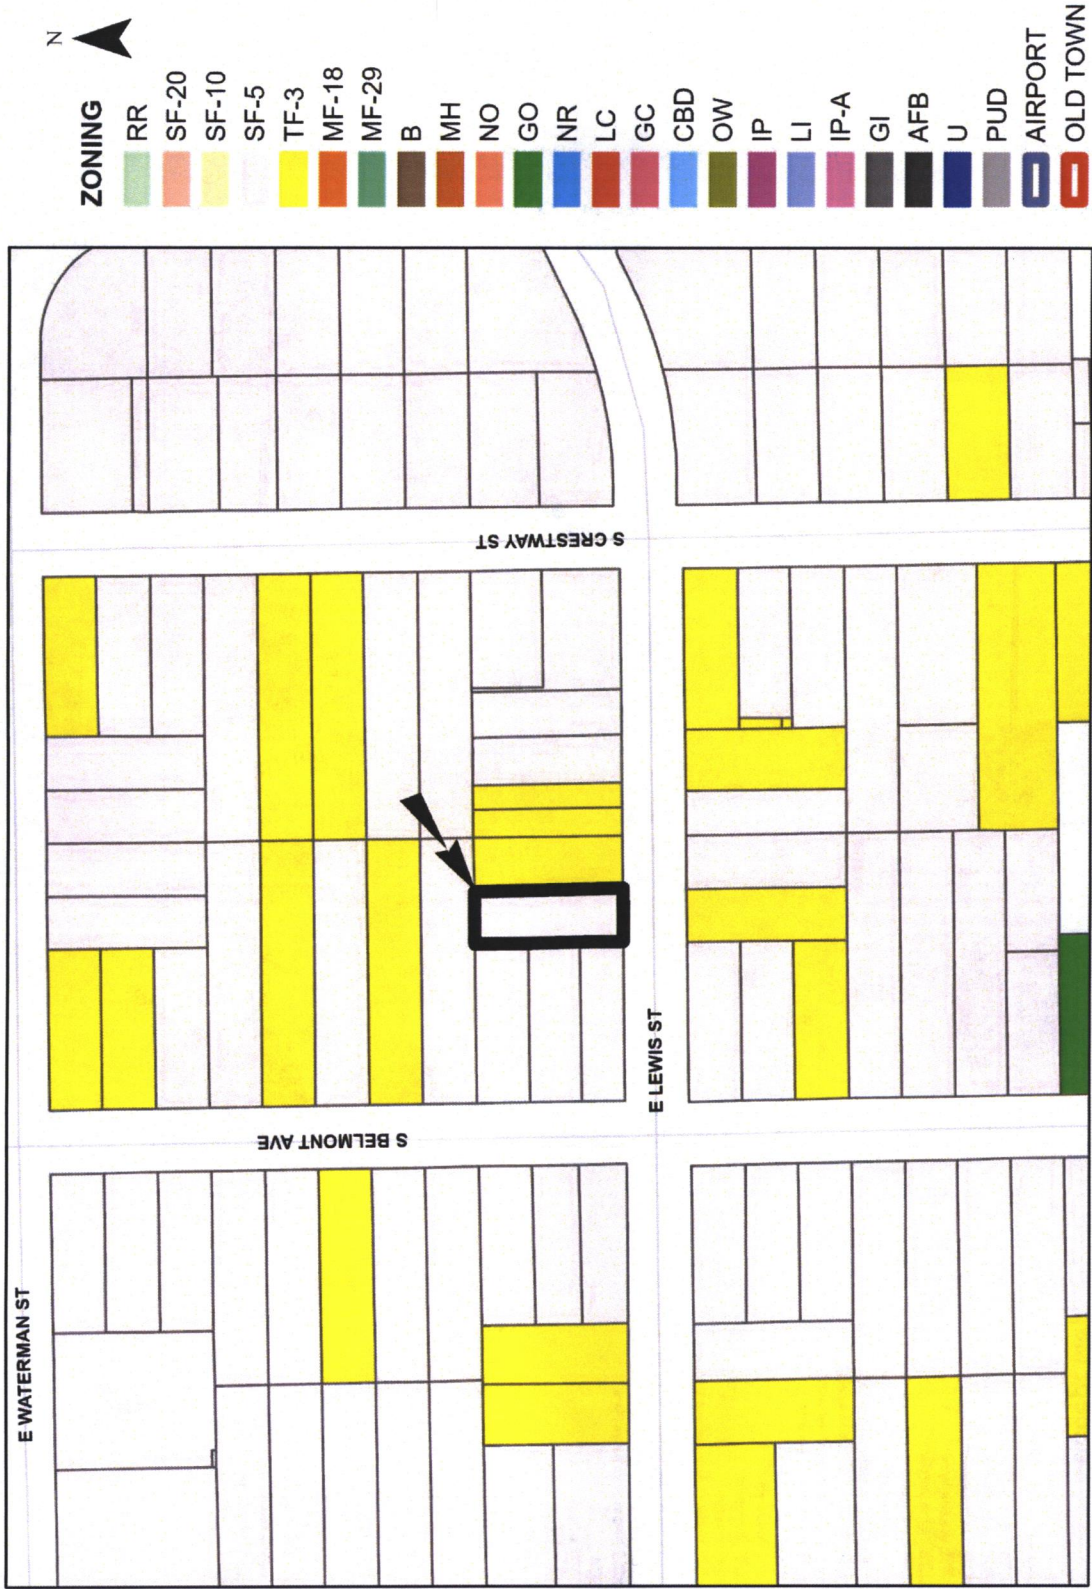 N
ZONING
RR
SF-20
SF-10
SF-5
TF-3
MF-18
MF-29
B
MH
NO
GO
NR
LC
GC
CBD
OW
IP
LI
IP-A
GI
AFB
U
PUD
AIRPORT
OLD TOWN
E WATERMAN ST
S BELMONT AVE
S CRESTWAY ST
E LEWIS ST